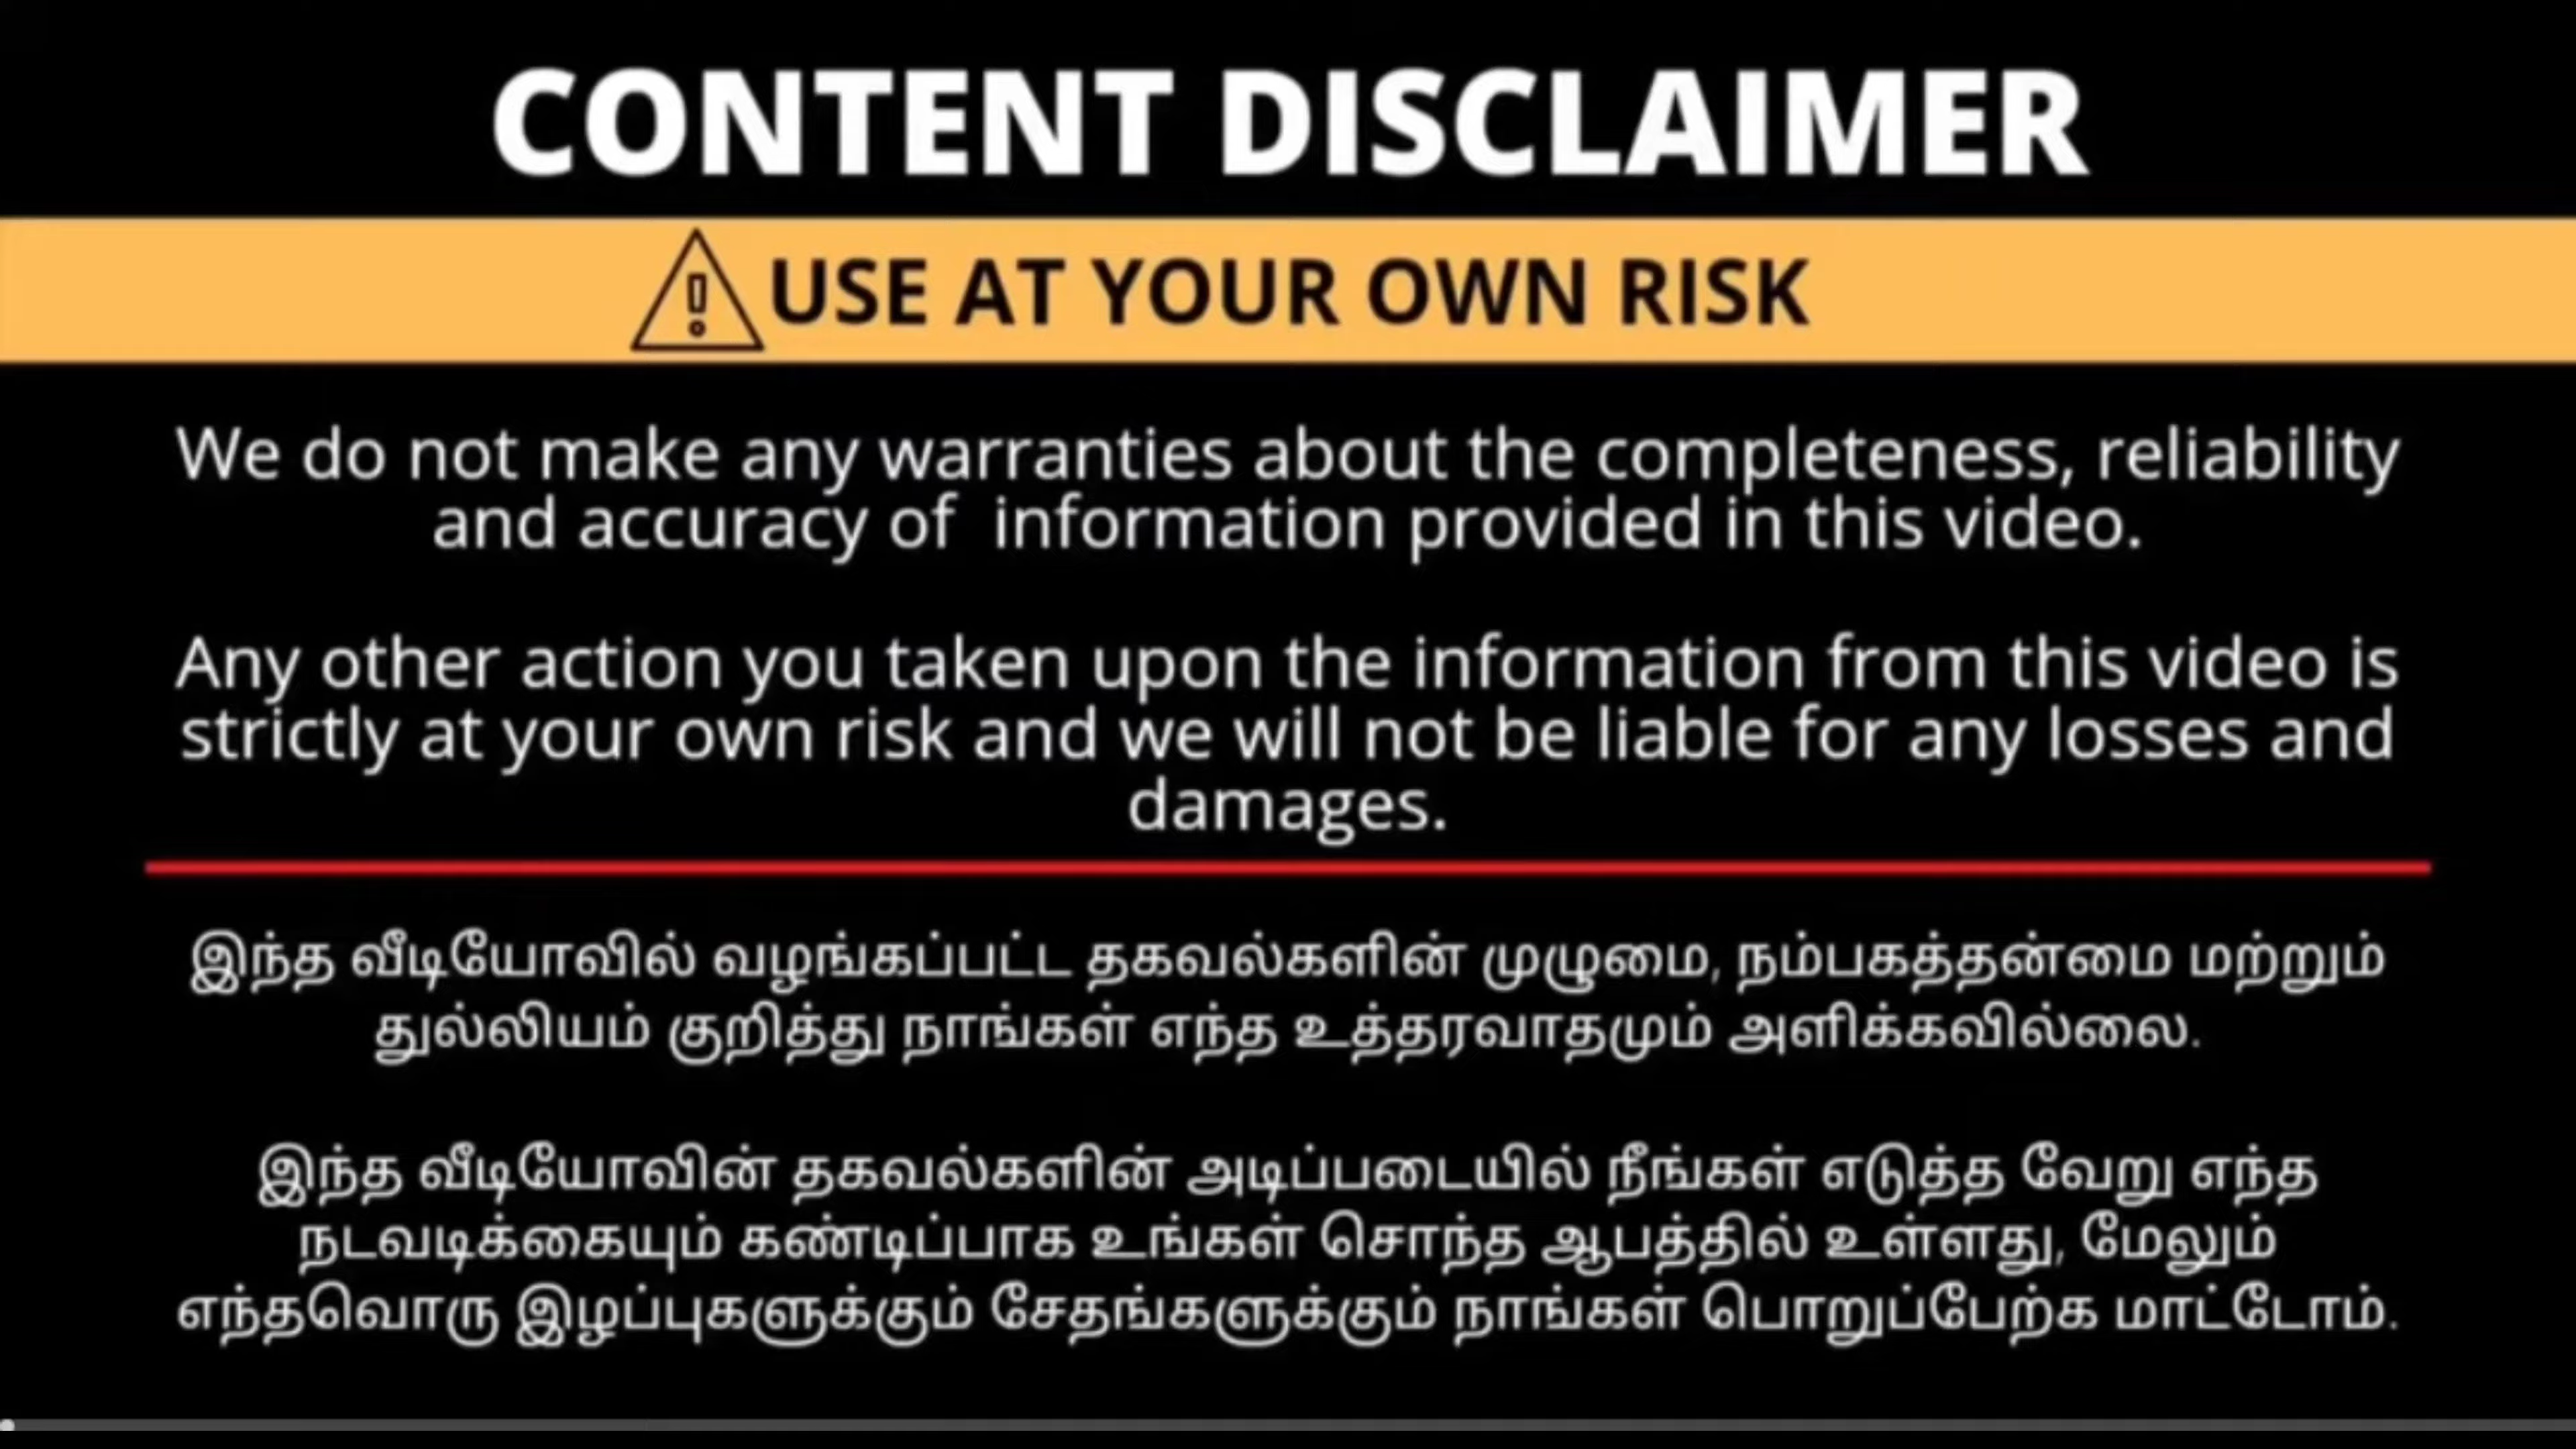 CONTENT DISCLAIMER
USE AT YOUR OWN RISK
We do not make any warranties about the completeness, reliability
and accuracy of information provided in this video.
Any other action you taken upon the information from this video is
strictly at your own risk and we will not be liable for any losses and
damages.
இந்த வீடியோவில் வழங்கப்பட்ட தகவல்களின் முழுமை, நம்பகத்தன்மை மற்றும்
துல்லியம் குறித்து நாங்கள் எந்த உத்தரவாதமும் அளிக்கவில்லை.
இந்த வீடியோவின் தகவல்களின் அடிப்படையில் நீங்கள் எடுத்த வேறு எந்த
நடவடிக்கையும் கண்டிப்பாக உங்கள் சொந்த ஆபத்தில் உள்ளது, மேலும்
எந்தவொரு இழப்புகளுக்கும் சேதங்களுக்கும் நாங்கள் பொறுப்பேற்க மாட்டோம்.